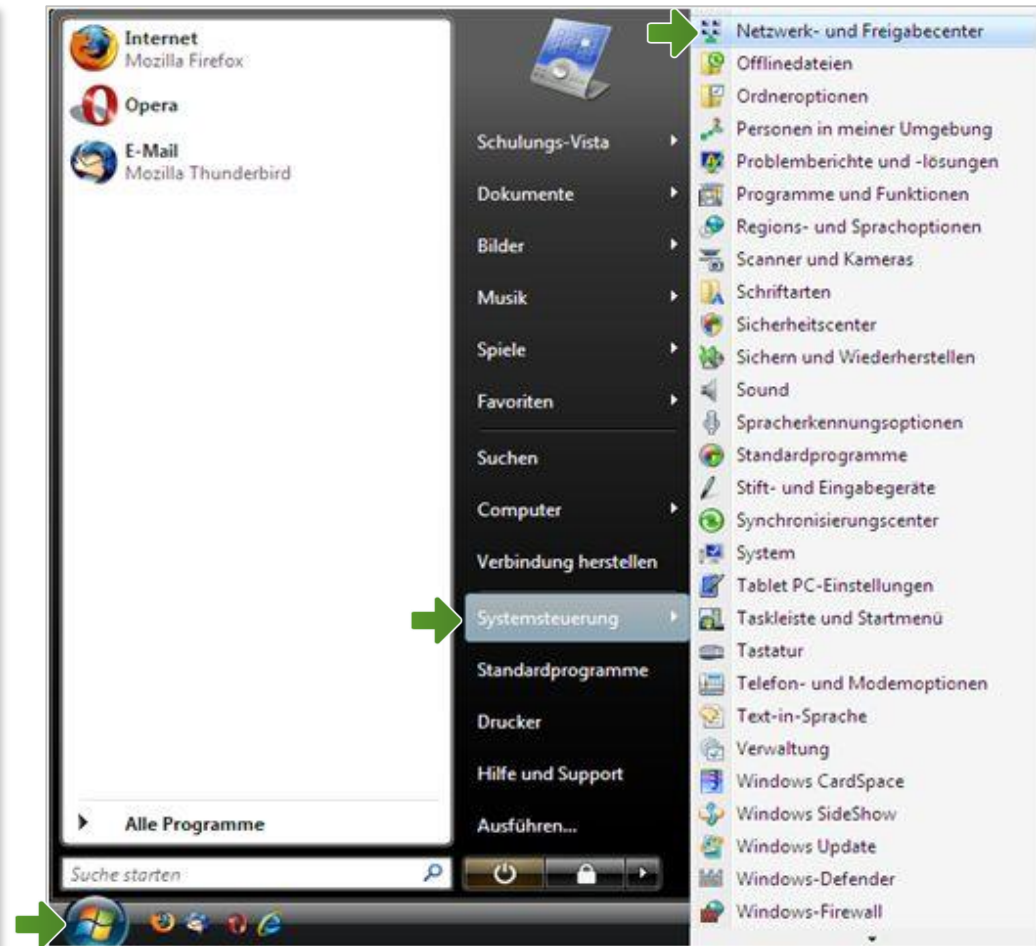 Internet
Mozilla Firefox
Opera
E-Mail
Mozilla Thunderbird
Alle Programme
Suche starten
Schulungs-Vista
Dokumente
Bilder
Musik
Spiele
Favoriten
Suchen
Computer
Verbindung herstellen
Systemsteuerung
Standardprogramme
Drucker
Hilfe und Support
Ausführen...
Netzwerk- und Freigabecenter
Offlinedateien
Ordneroptionen
Personen in meiner Umgebung
Problemberichte und -lösungen
Programme und Funktionen
Regions- und Sprachoptionen
Scanner und Kameras
Schriftarten
Sicherheitscenter
Sichern und Wiederherstellen
Sound
Spracherkennungsoptionen
Standardprogramme
Stift- und Eingabegeräte
Synchronisierungscenter
System
Tablet PC-Einstellungen
Taskleiste und Startmenü
Tastatur
Telefon- und Modemoptionen
Text-in-Sprache
Verwaltung
Windows CardSpace
Windows SideShow
Windows Update
Windows-Defender
Windows-Firewall